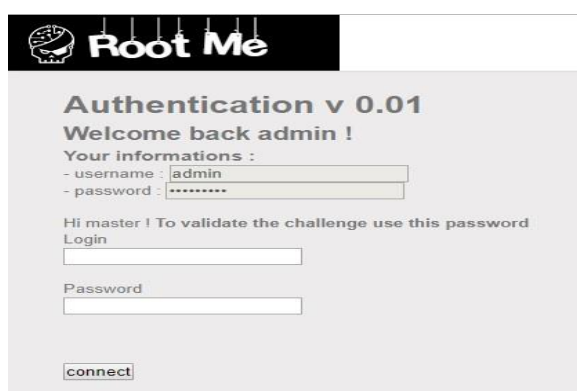 Root Me
Authentication v 0.01
Welcome back admin !
Your informations :
- username : admin
- password : •••••••••
Hi master ! To validate the challenge use this password
Login
Password
connect